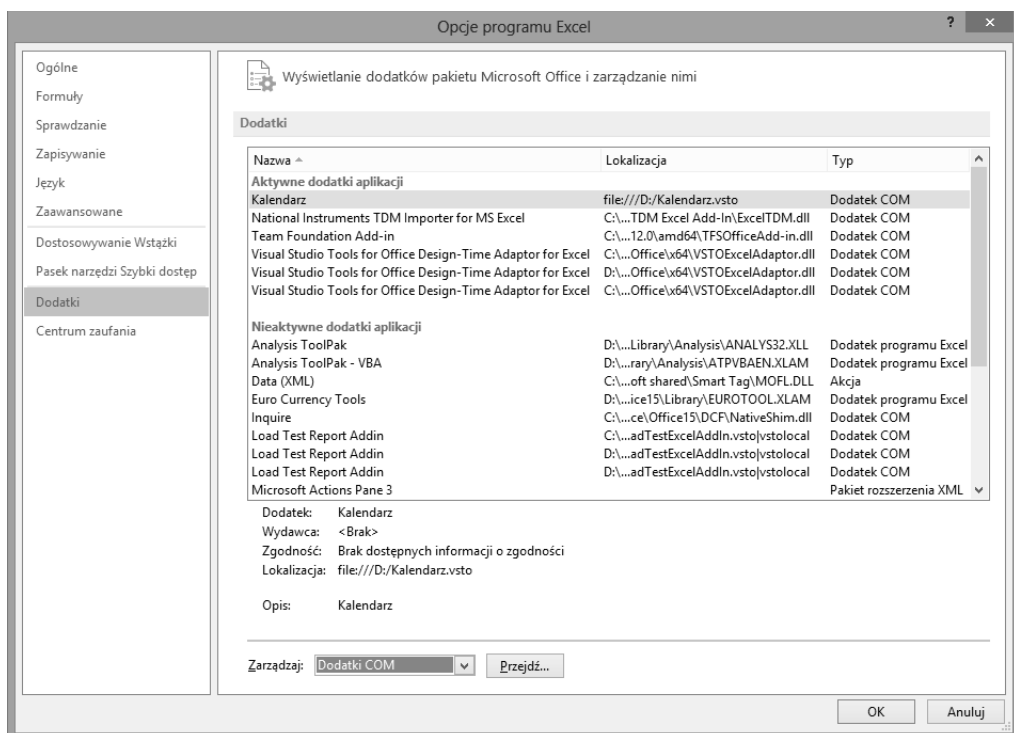 Opcje programu Excel
? ×
Ogólne
Formuły
Sprawdzanie
Zapisywanie
Język
Zaawansowane
Dostosowywanie Wstążki
Pasek narzędzi Szybki dostęp
Dodatki
Centrum zaufania
Wyświetlanie dodatków pakietu Microsoft Office i zarządzanie nimi
Dodatki
Nazwa Lokalizacja Typ
Aktywne dodatki aplikacji
Kalendarz file:///D:/Kalendarz.vsto Dodatek COM
National Instruments TDM Importer for MS Excel C:\...TDM Excel Add-In\ExcelTDM.dll Dodatek COM
Team Foundation Add-in C:\...12.0\amd64\TFSOfficeAdd-in.dll Dodatek COM
Visual Studio Tools for Office Design-Time Adaptor for Excel C:\...Office\x64\VSTOExcelAdaptor.dll Dodatek COM
Visual Studio Tools for Office Design-Time Adaptor for Excel D:\...Office\x64\VSTOExcelAdaptor.dll Dodatek COM
Visual Studio Tools for Office Design-Time Adaptor for Excel C:\...Office\x64\VSTOExcelAdaptor.dll Dodatek COM
Nieaktywne dodatki aplikacji
Analysis ToolPak D:\...Library\Analysis\ANALYS32.XLL Dodatek programu Excel
Analysis ToolPak - VBA D:\...rary\Analysis\ATPVBAEN.XLAM Dodatek programu Excel
Data (XML) C:\...oft shared\Smart Tag\MOFL.DLL Akcja
Euro Currency Tools D:\...ice15\Library\EUROTOOL.XLAM Dodatek programu Excel
Inquire C:\...ce\Office15\DCF\NativeShim.dll Dodatek COM
Load Test Report Addin C:\...adTestExcelAddIn.vsto|vstolocal Dodatek COM
Load Test Report Addin D:\...adTestExcelAddIn.vsto|vstolocal Dodatek COM
Load Test Report Addin D:\...adTestExcelAddIn.vsto|vstolocal Dodatek COM
Microsoft Actions Pane 3 Pakiet rozszerzenia XML
Dodatek: Kalendarz
Wydawca: <Brak>
Zgodność: Brak dostępnych informacji o zgodności
Lokalizacja: file:///D:/Kalendarz.vsto
Opis: Kalendarz
Zarządzaj: Dodatki COM Przejdź...
OK Anuluj